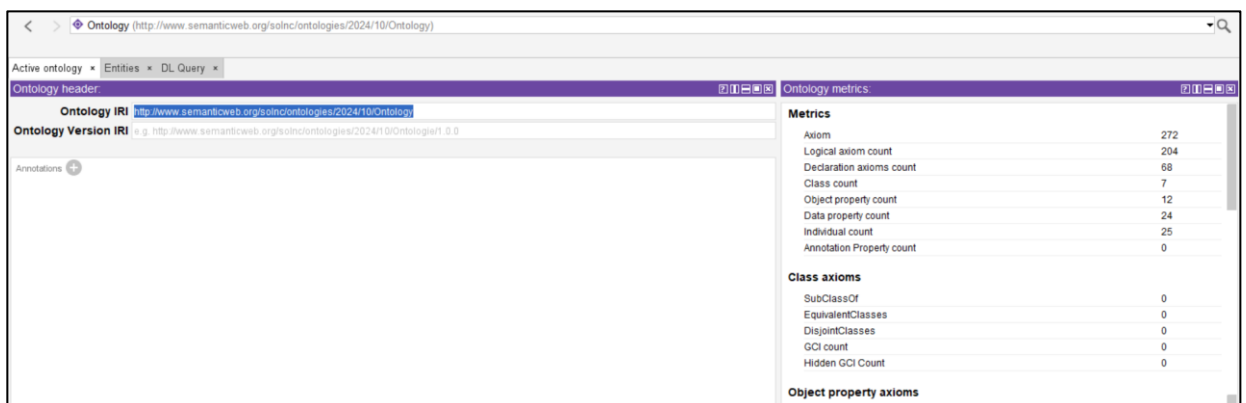 Ontology (http://www.semanticweb.org/solnc/ontologies/2024/10/Ontology)
Active ontology × Entities × DL Query ×
Ontology header:
Ontology IRI http://www.semanticweb.org/solnc/ontologies/2024/10/Ontology
Ontology Version IRI e.g. http://www.semanticweb.org/solnc/ontologies/2024/10/Ontologie/1.0.0
Annotations
Ontology metrics:
Metrics
Axiom 272
Logical axiom count 204
Declaration axioms count 68
Class count 7
Object property count 12
Data property count 24
Individual count 25
Annotation Property count 0
Class axioms
SubClassOf 0
EquivalentClasses 0
DisjointClasses 0
GCI count 0
Hidden GCI Count 0
Object property axioms